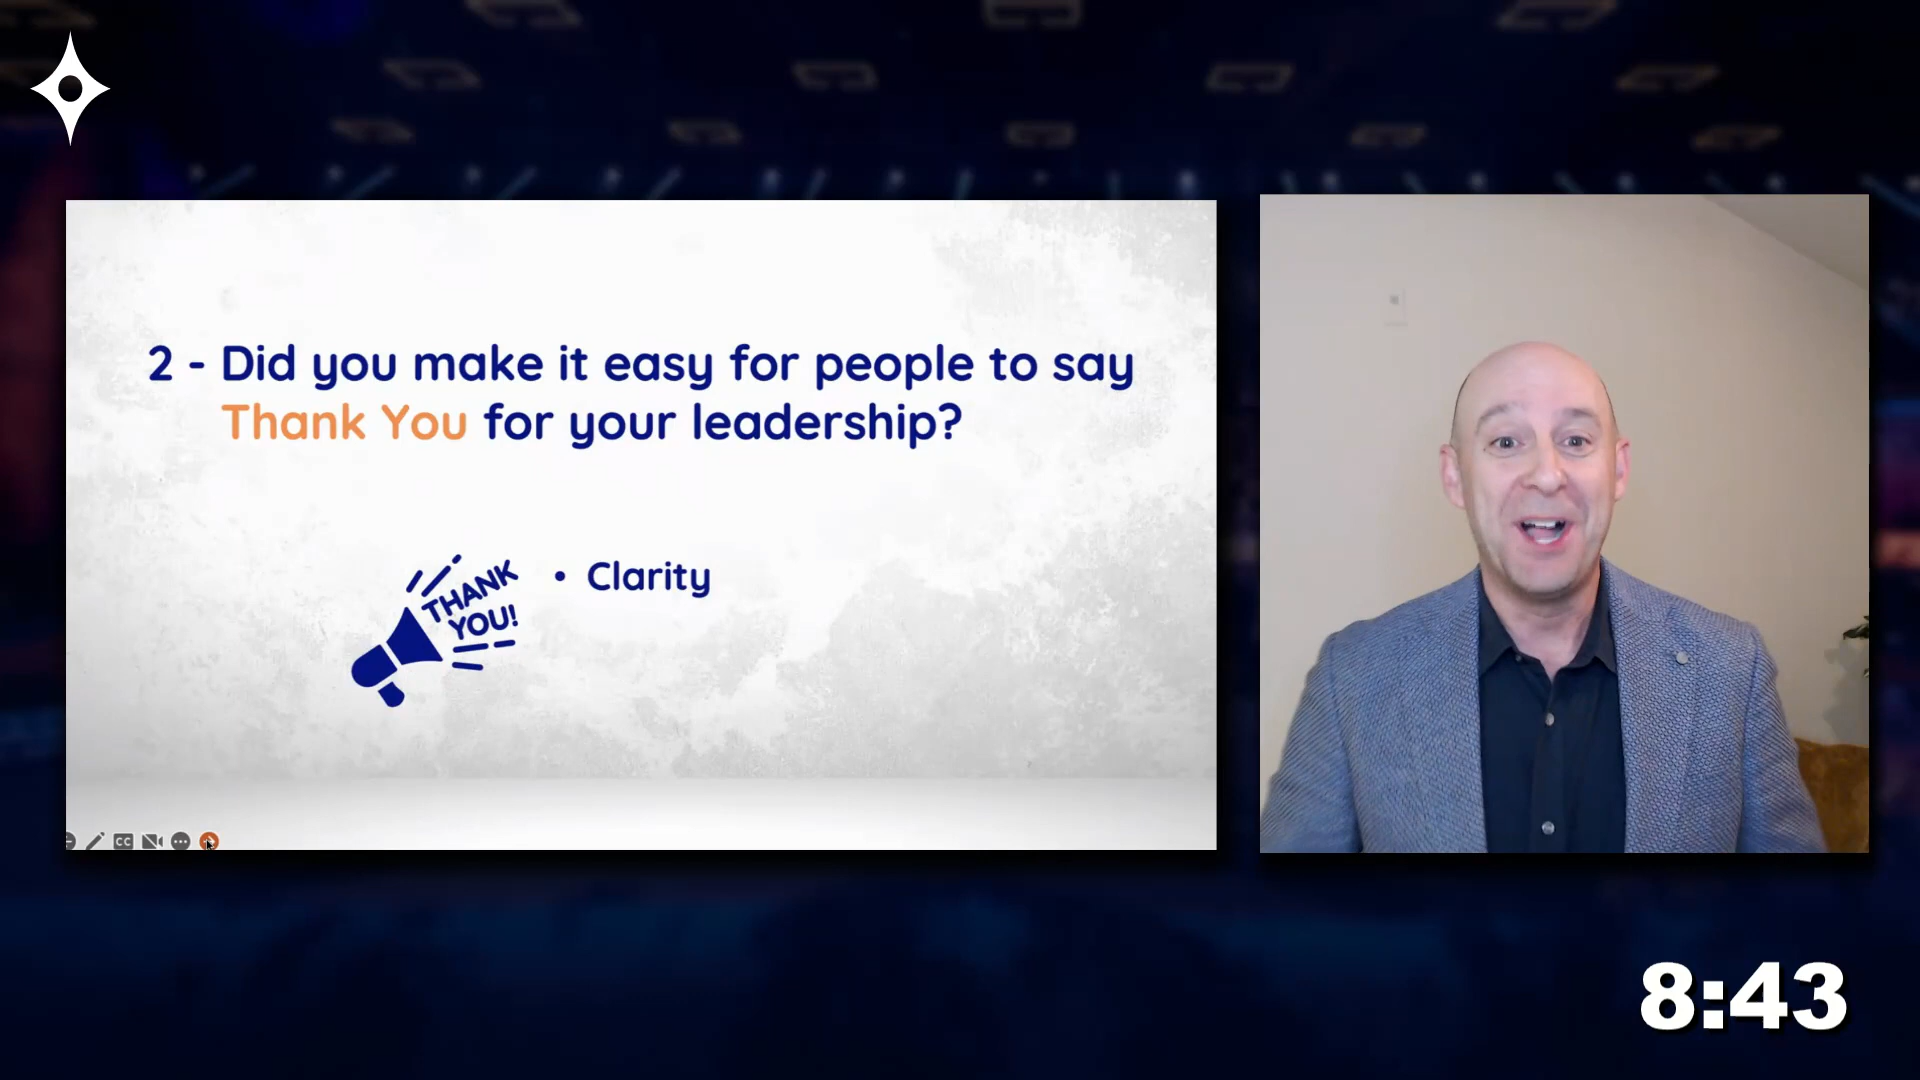 2 - Did you make it easy for people to say
Thank You for your leadership?
THANK
YOU!
• Clarity
CC
8:43